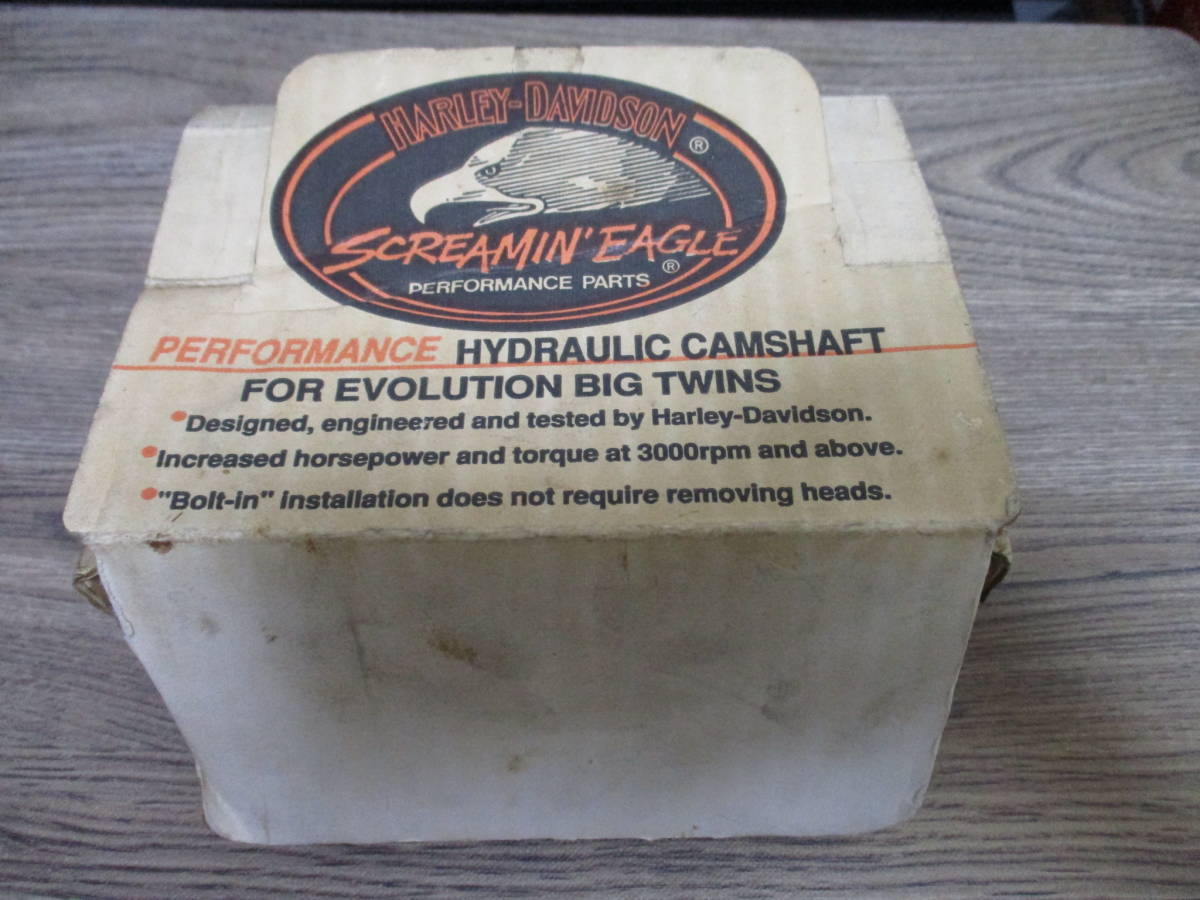 HARLEY-DAVIDSON ®
SCREAMIN' EAGLE ®
PERFORMANCE PARTS
PERFORMANCE HYDRAULIC CAMSHAFT
FOR EVOLUTION BIG TWINS
•Designed, engineered and tested by Harley-Davidson.
•Increased horsepower and torque at 3000rpm and above.
•"Bolt-in" installation does not require removing heads.